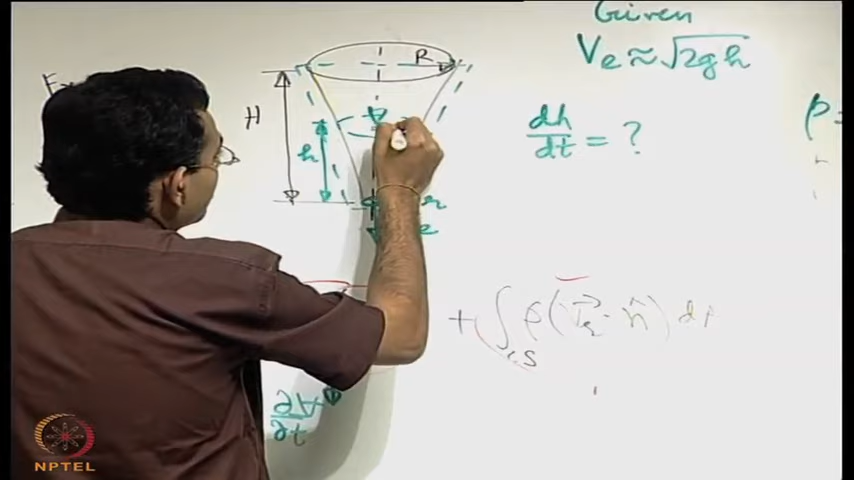 Given
Ve ≈ √2gh
R
H
h
dh/dt = ?
ρ =
r
e
+ ∫cs ρ(V⃗r · n̂) dA
∂V/∂t
NPTEL